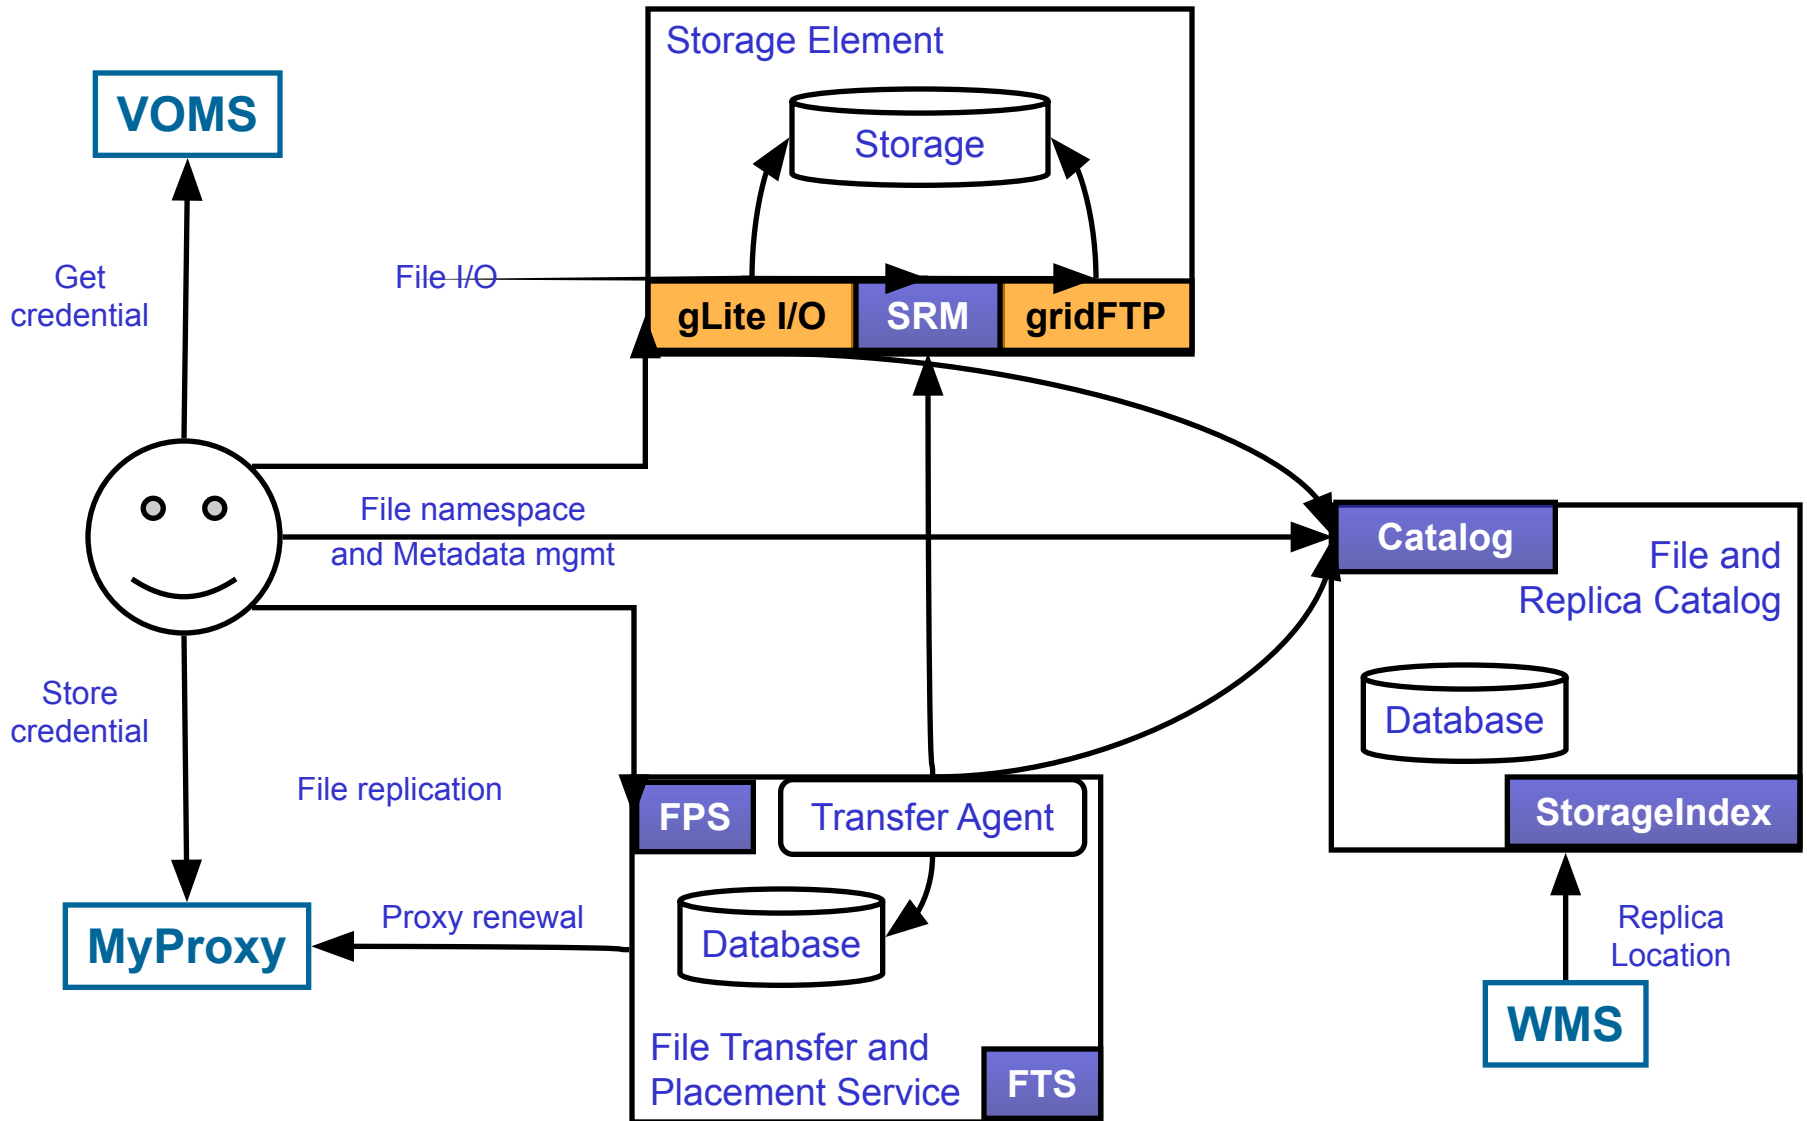 Storage Element
VOMS
Storage
Get
credential
File I/O
gLite I/O
SRM
gridFTP
File namespace
and Metadata mgmt
Catalog
File and
Replica Catalog
Store
credential
Database
File replication
FPS
Transfer Agent
StorageIndex
MyProxy
Proxy renewal
Database
Replica
Location
WMS
File Transfer and
Placement Service
FTS